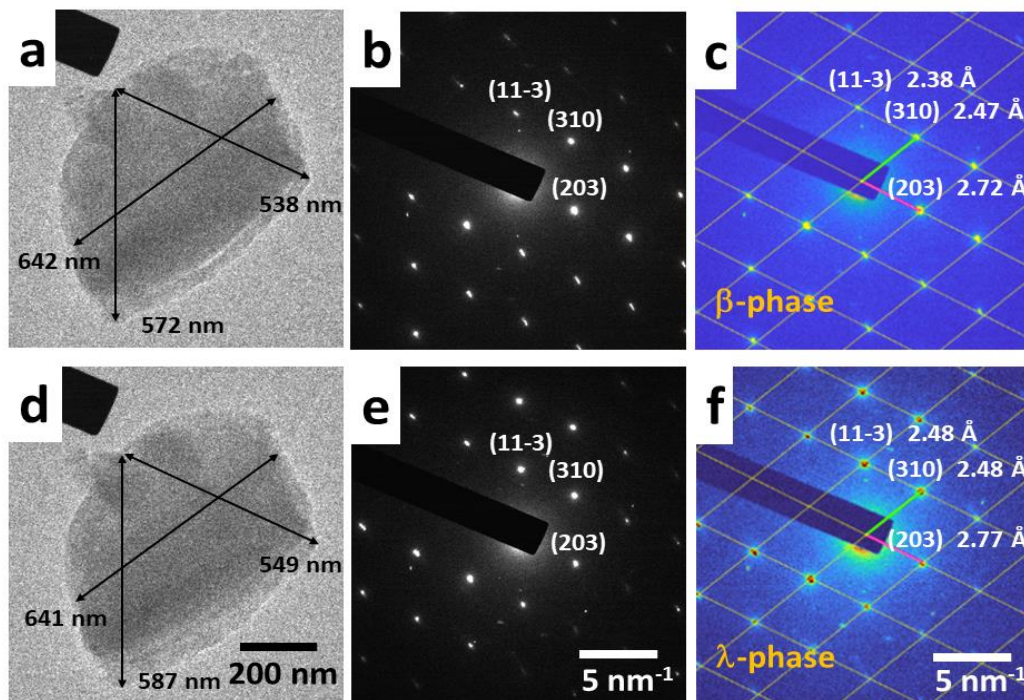 a
538 nm
642 nm
572 nm
b
(11-3)
(310)
(203)
c
(11-3) 2.38 Å
(310) 2.47 Å
(203) 2.72 Å
β-phase
d
549 nm
641 nm
587 nm
200 nm
e
(11-3)
(310)
(203)
5 nm⁻¹
f
(11-3) 2.48 Å
(310) 2.48 Å
(203) 2.77 Å
λ-phase
5 nm⁻¹